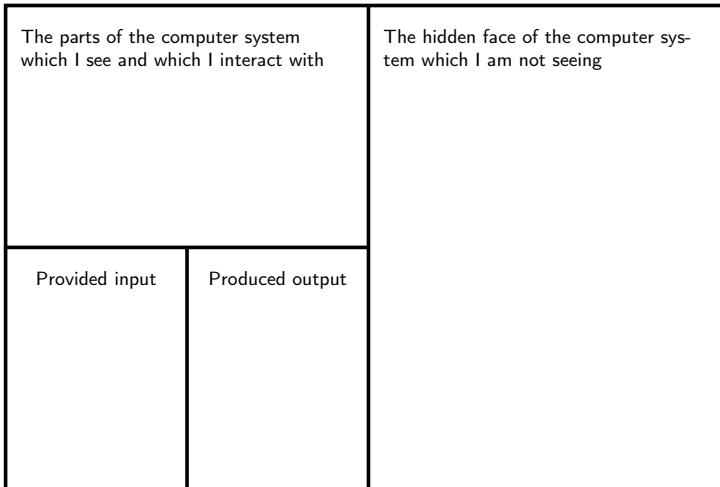 The parts of the computer system
which I see and which I interact with
The hidden face of the computer sys-
tem which I am not seeing
Provided input
Produced output